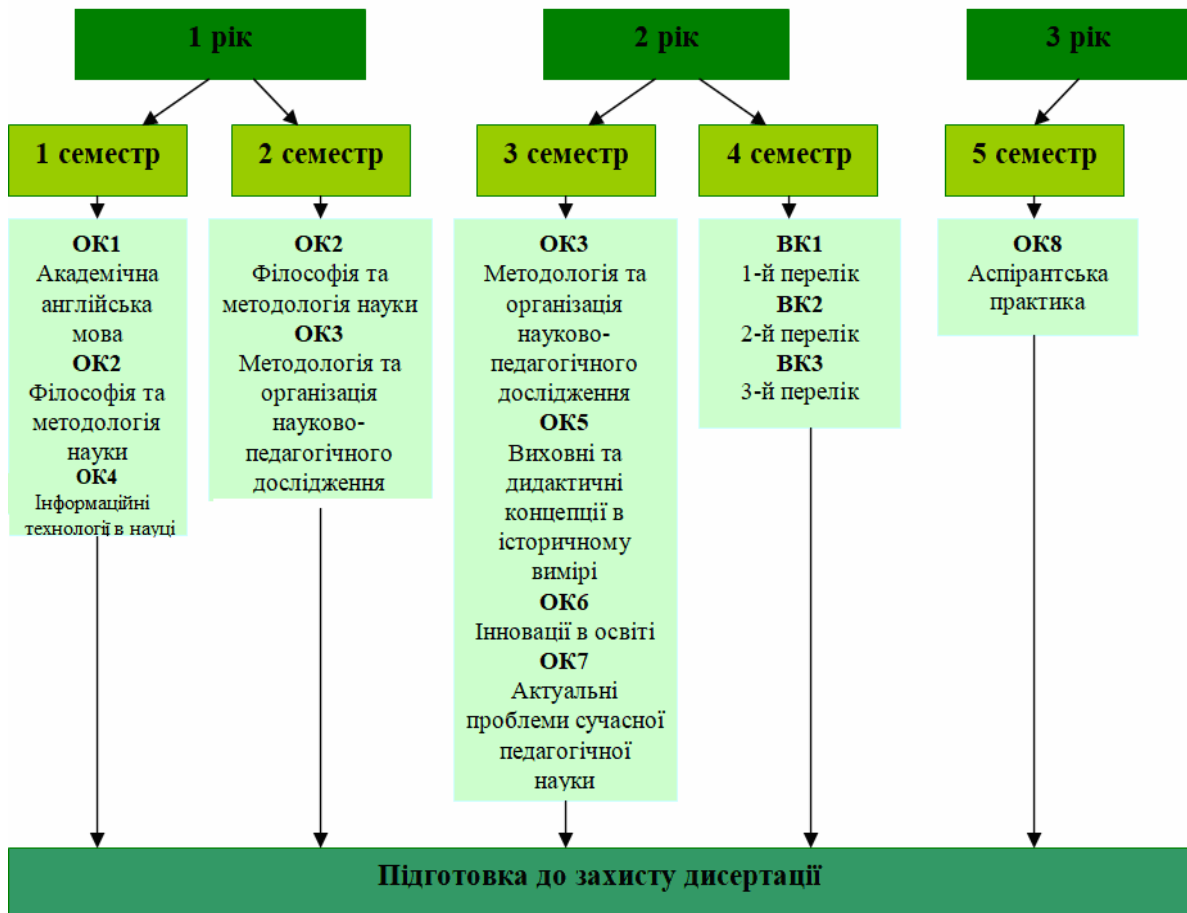 1 рік
2 рік
3 рік
1 семестр
2 семестр
3 семестр
4 семестр
5 семестр
ОК1
Академічна
англійська
мова
ОК2
Філософія та
методологія
науки
ОК4
Інформаційні
технології в науці
ОК2
Філософія та
методологія науки
ОК3
Методологія та
організація
науково-
педагогічного
дослідження
ОК3
Методологія та
організація
науково-
педагогічного
дослідження
ОК5
Виховні та
дидактичні
концепції в
історичному
вимірі
ОК6
Інновації в освіті
ОК7
Актуальні
проблеми сучасної
педагогічної
науки
ВК1
1-й перелік
ВК2
2-й перелік
ВК3
3-й перелік
ОК8
Аспірантська
практика
Підготовка до захисту дисертації